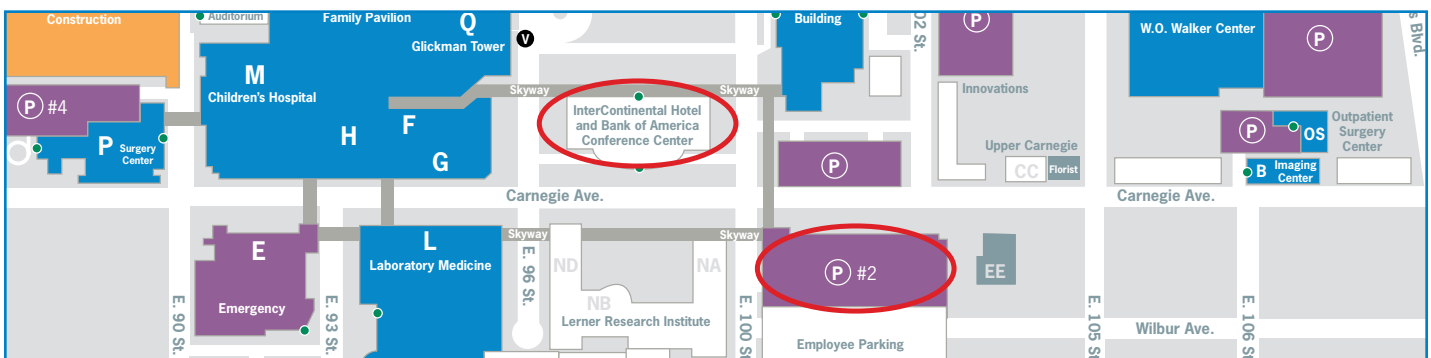 Construction
Auditorium
Family Pavilion
Q
Glickman Tower
V
M
Children's Hospital
P #4
P Surgery
Center
H
F
G
Skyway
Skyway
InterContinental Hotel
and Bank of America
Conference Center
Building
02 St.
P
Innovations
P
Upper Carnegie
CC
Florist
W.O. Walker Center
P
s Blvd.
P
OS
Outpatient
Surgery
Center
B Imaging
Center
Carnegie Ave.
Carnegie Ave.
E
Emergency
L
Laboratory Medicine
Skyway
Skyway
ND
NA
NB
Lerner Research Institute
P #2
EE
Employee Parking
E. 90 St.
E. 93 St.
E. 96 St.
E. 100 St
E. 105 St
E. 106 St
Wilbur Ave.